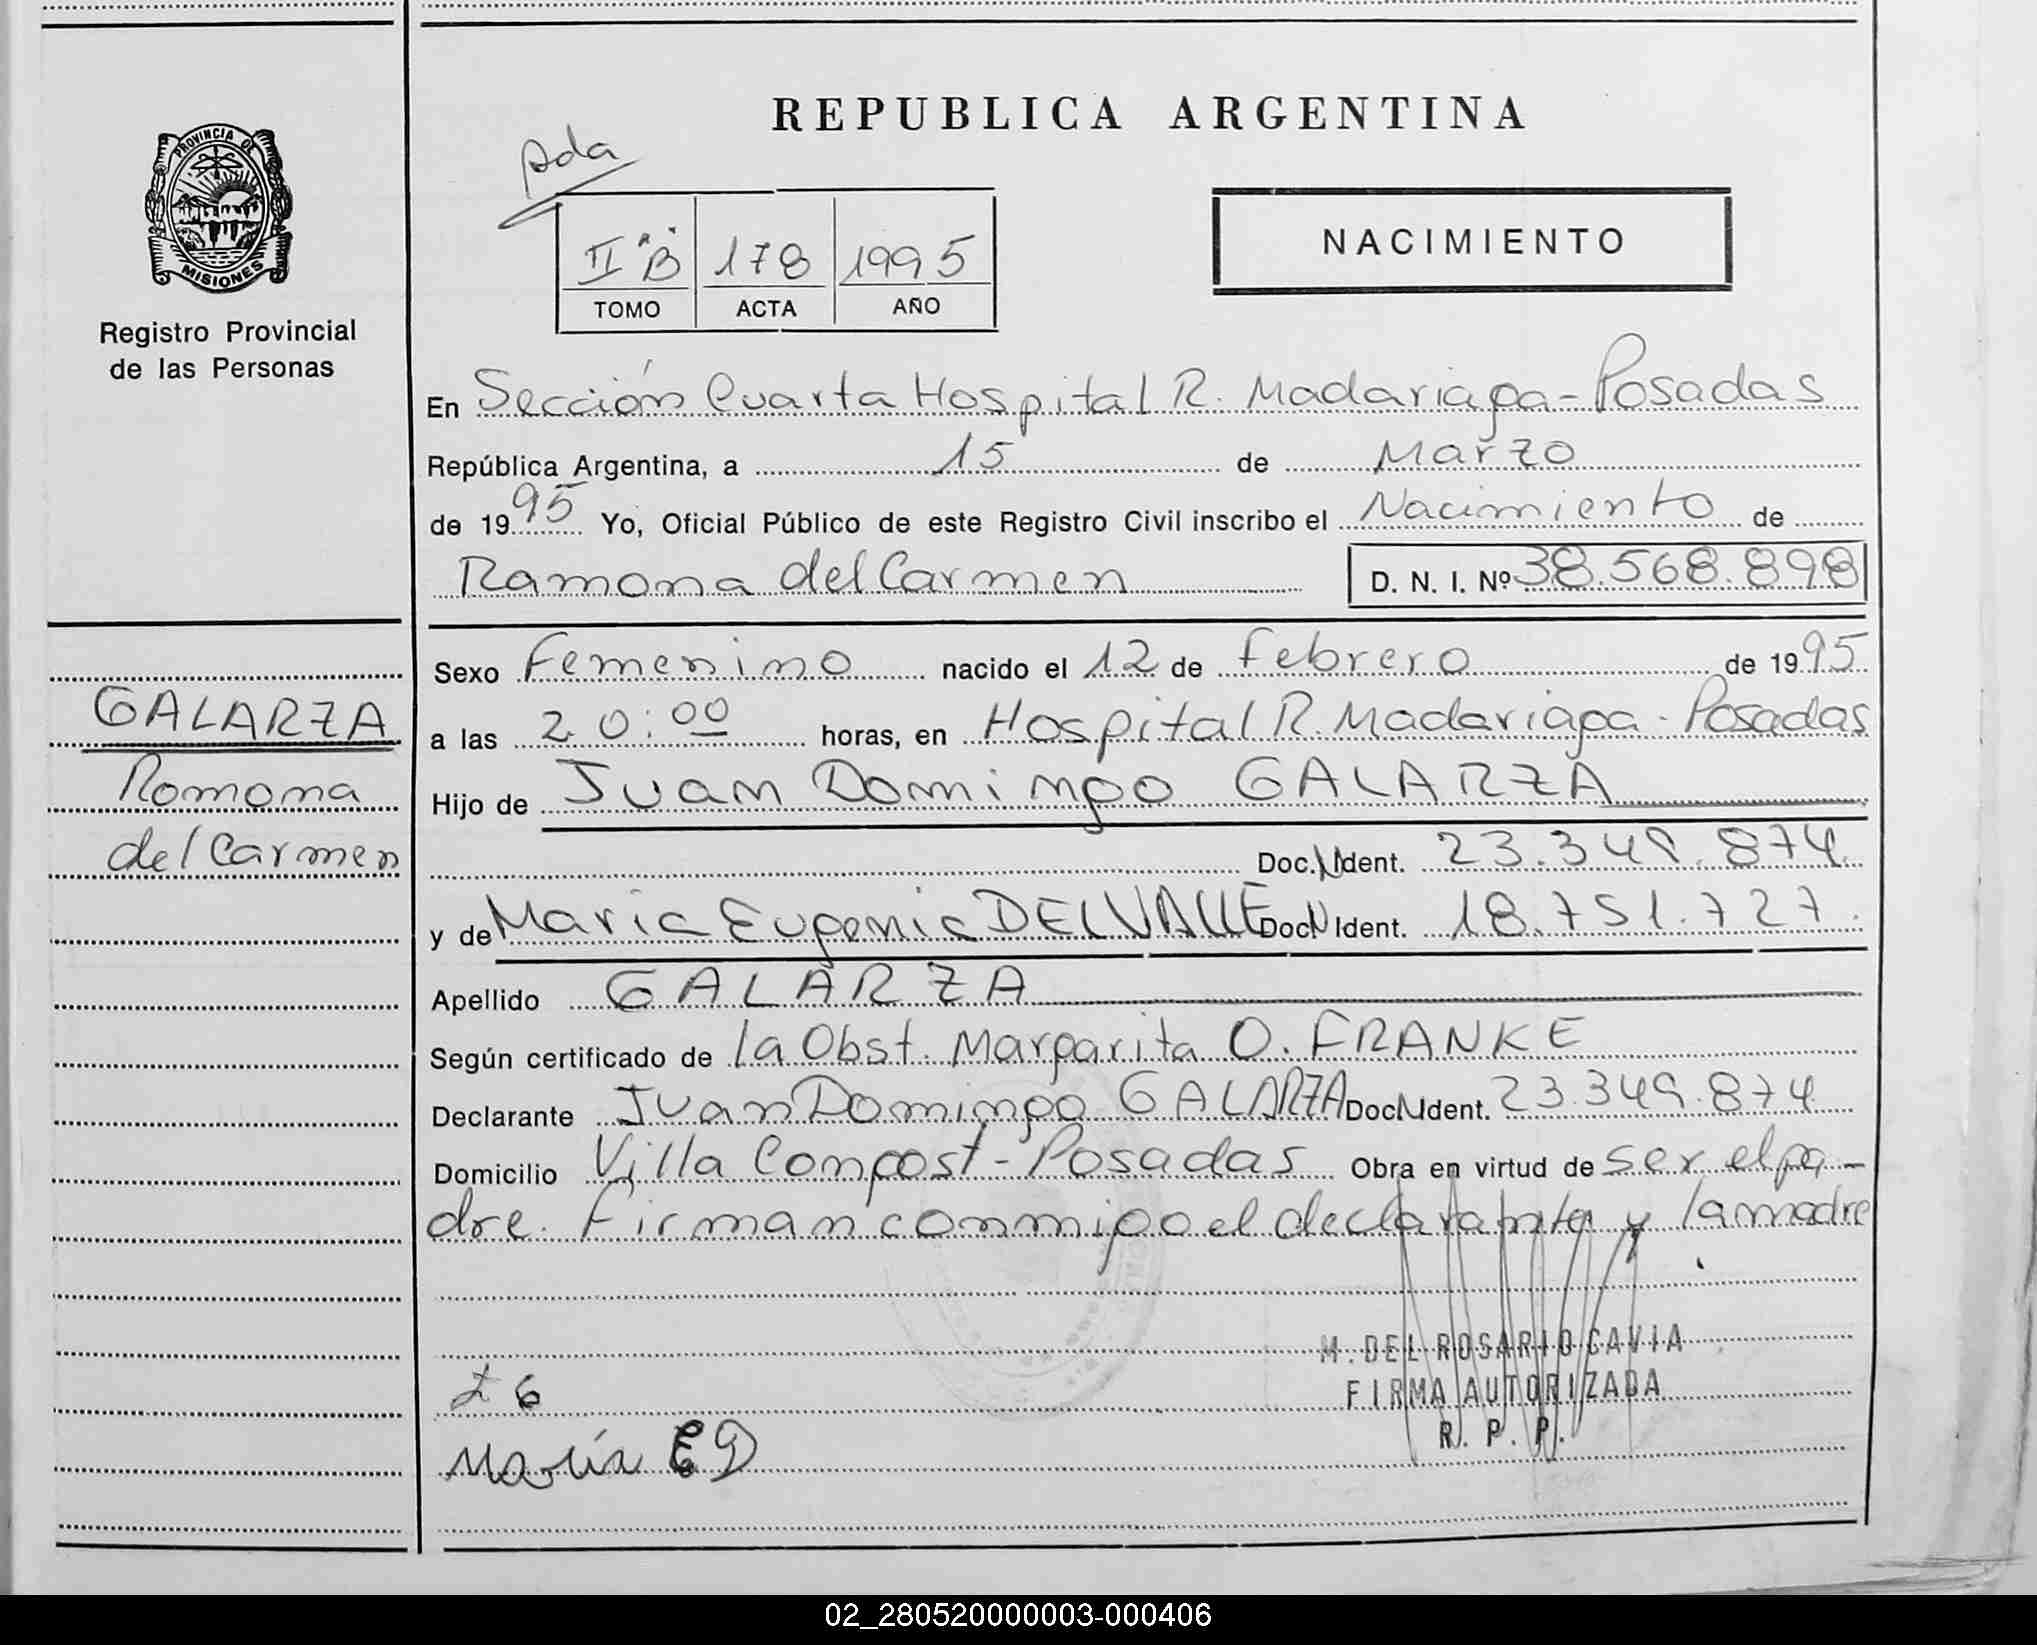 REPUBLICA ARGENTINA
PROVINCIA DE
MISIONES
Registro Provincial
de las Personas
Ada
II "B" 178 1995
TOMO ACTA AÑO
NACIMIENTO
En Sección Cuarta Hospital R. Madariaga - Posadas
República Argentina, a 15 de Marzo
de 1995 Yo, Oficial Público de este Registro Civil inscribo el Nacimiento de
Ramona del Carmen D. N. I. Nº 38.568.898
GALARZA
Romona
del Carmen
Sexo Femenino nacido el 12 de febrero de 1995
a las 20:00 horas, en Hospital R. Madariaga - Posadas
Hijo de Juan Domingo GALARZA
Doc. N Ident. 23.349.874
y de Maria Eugenia DELVALLE Doc N Ident. 18.751.727.
Apellido GALARZA
Según certificado de la Obst. Margarita O. FRANKE
Declarante Juan Domingo GALARZA Doc N Ident. 23.349.874
Domicilio Villa Compost - Posadas Obra en virtud de ser el pa-
dre. Firman conmigo el declarante y la madre
M. DEL ROSARIO CAVIA
FIRMA AUTORIZADA
R. P. P.
María E D
02_280520000003-000406